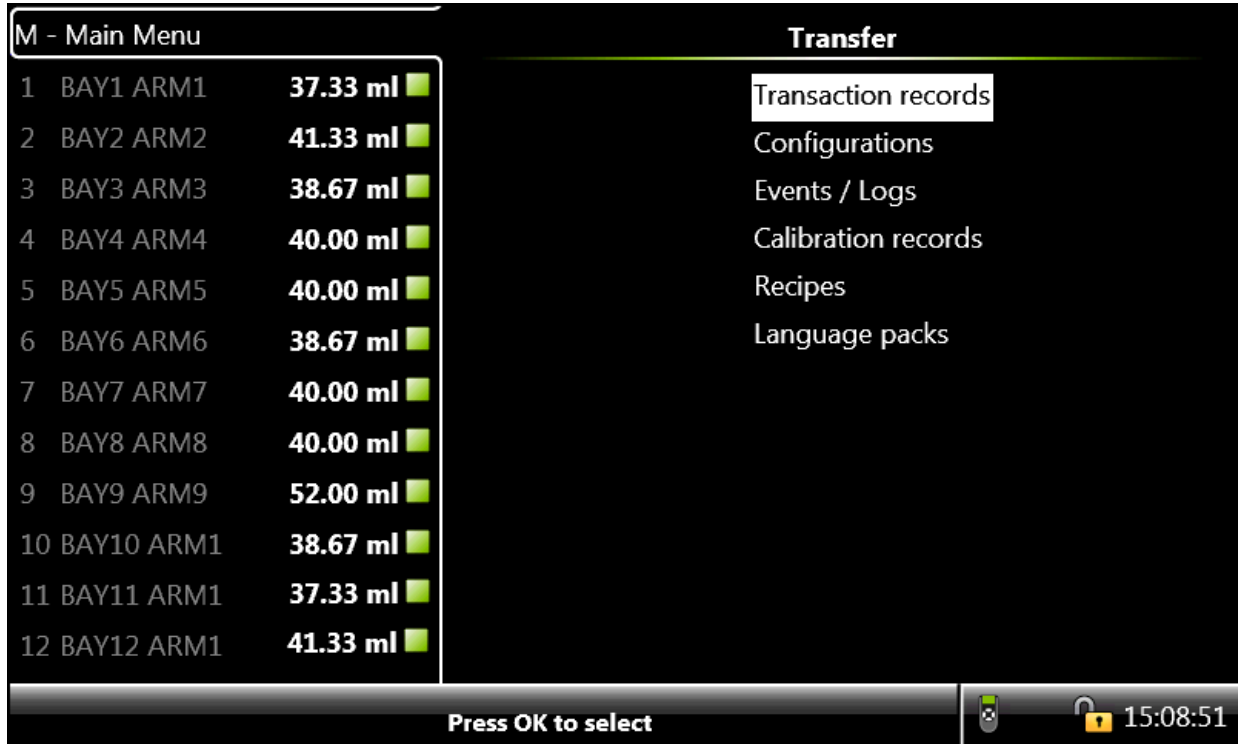 M - Main Menu
1 BAY1 ARM1 37.33 ml
2 BAY2 ARM2 41.33 ml
3 BAY3 ARM3 38.67 ml
4 BAY4 ARM4 40.00 ml
5 BAY5 ARM5 40.00 ml
6 BAY6 ARM6 38.67 ml
7 BAY7 ARM7 40.00 ml
8 BAY8 ARM8 40.00 ml
9 BAY9 ARM9 52.00 ml
10 BAY10 ARM1 38.67 ml
11 BAY11 ARM1 37.33 ml
12 BAY12 ARM1 41.33 ml
Transfer
Transaction records
Configurations
Events / Logs
Calibration records
Recipes
Language packs
Press OK to select
15:08:51